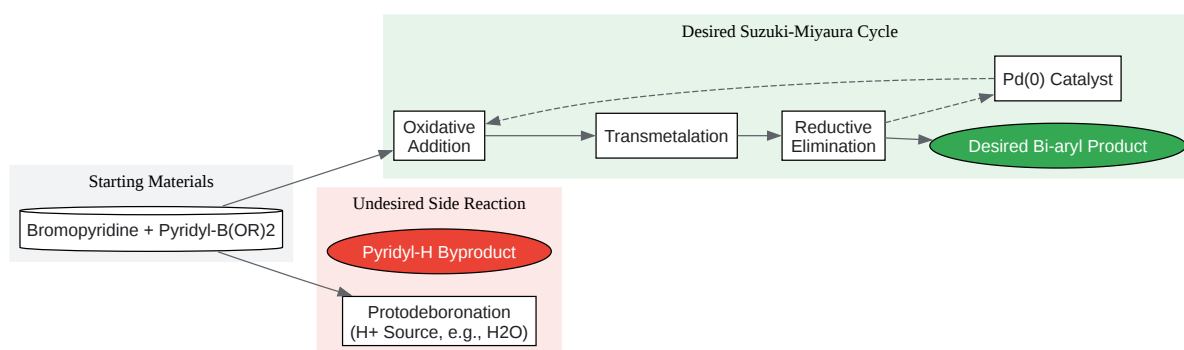 Desired Suzuki-Miyaura Cycle
Pd(0) Catalyst
Oxidative
Addition
Transmetalation
Reductive
Elimination
Desired Bi-aryl Product
Starting Materials
Bromopyridine + Pyridyl-B(OR)2
Undesired Side Reaction
Pyridyl-H Byproduct
Protodeboronation
(H+ Source, e.g., H2O)